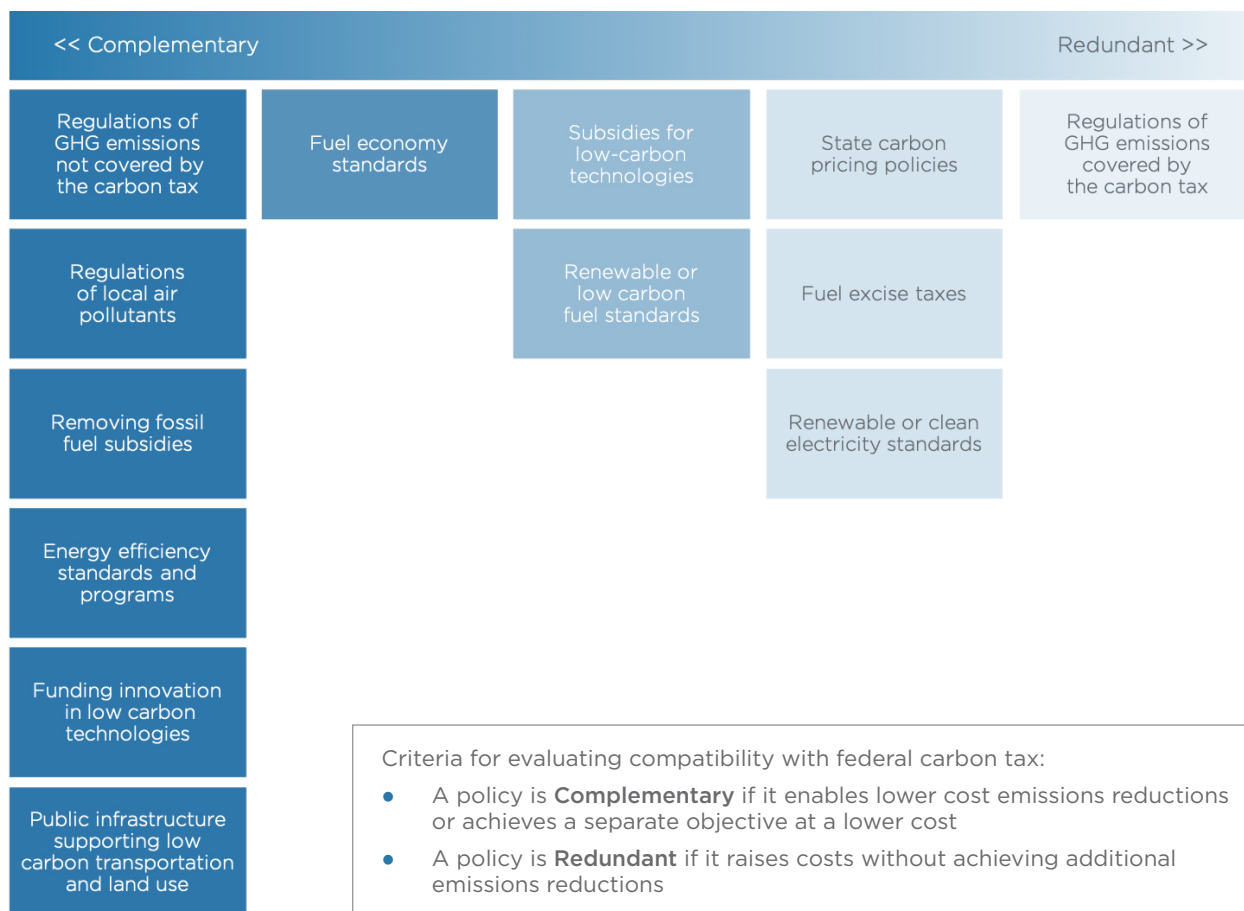 << Complementary
Redundant >>
Regulations of
GHG emissions
not covered by
the carbon tax
Fuel economy
standards
Subsidies for
low-carbon
technologies
State carbon
pricing policies
Regulations of
GHG emissions
covered by
the carbon tax
Regulations
of local air
pollutants
Renewable or
low carbon
fuel standards
Fuel excise taxes
Removing fossil
fuel subsidies
Renewable or clean
electricity standards
Energy efficiency
standards and
programs
Funding innovation
in low carbon
technologies
Public infrastructure
supporting low
carbon transportation
and land use
Criteria for evaluating compatibility with federal carbon tax:
● A policy is Complementary if it enables lower cost emissions reductions
or achieves a separate objective at a lower cost
● A policy is Redundant if it raises costs without achieving additional
emissions reductions